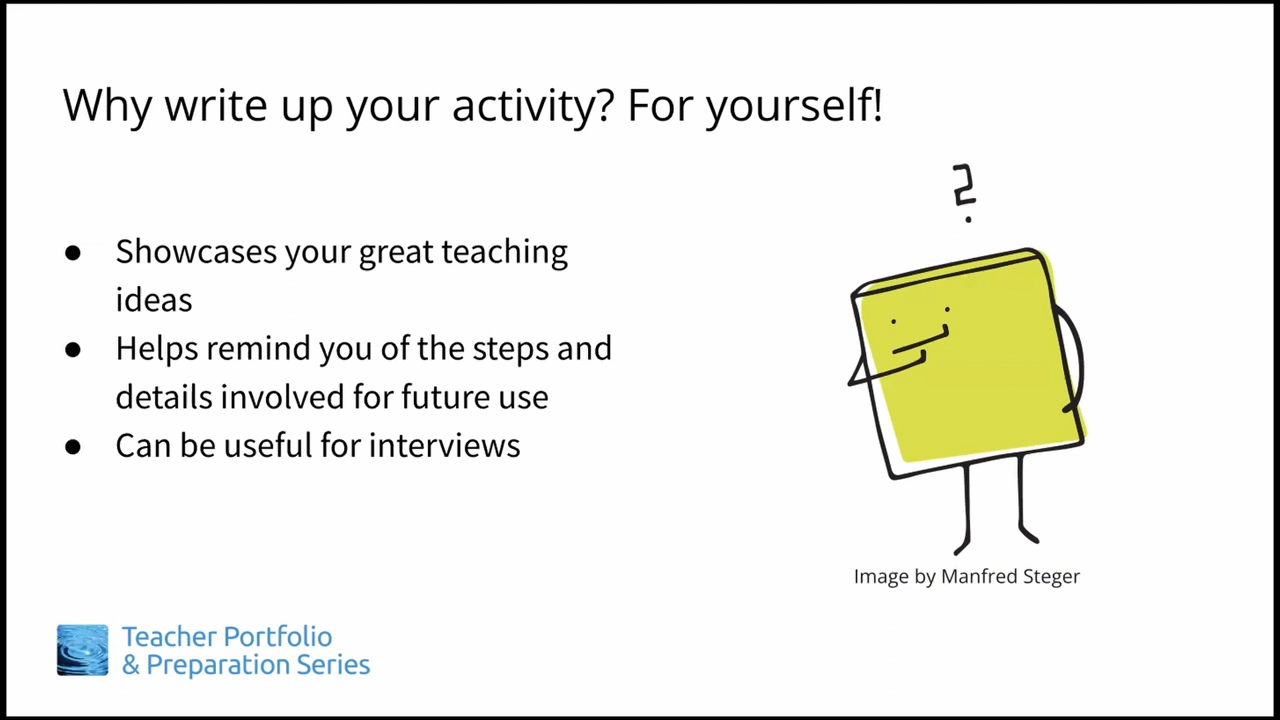 Why write up your activity? For yourself!
?
● Showcases your great teaching
ideas
● Helps remind you of the steps and
details involved for future use
● Can be useful for interviews
Image by Manfred Steger
Teacher Portfolio
& Preparation Series